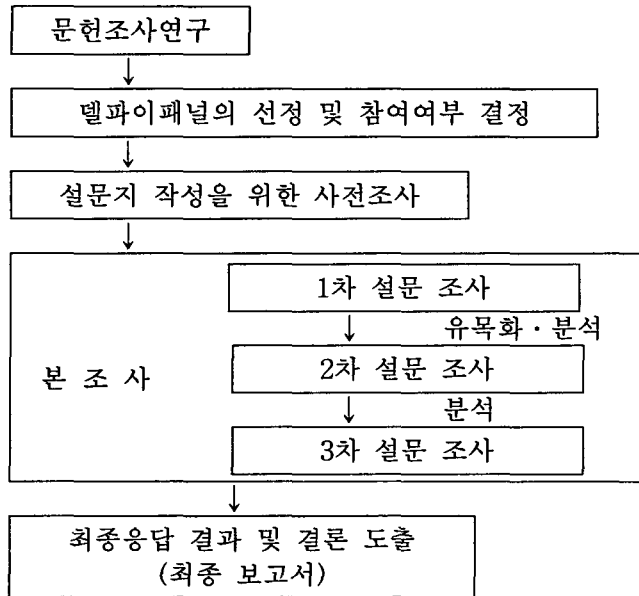 문헌조사연구
델파이패널의 선정 및 참여여부 결정
설문지 작성을 위한 사전조사
1차 설문 조사
유목화·분석
본 조 사
2차 설문 조사
분석
3차 설문 조사
최종응답 결과 및 결론 도출
(최종 보고서)